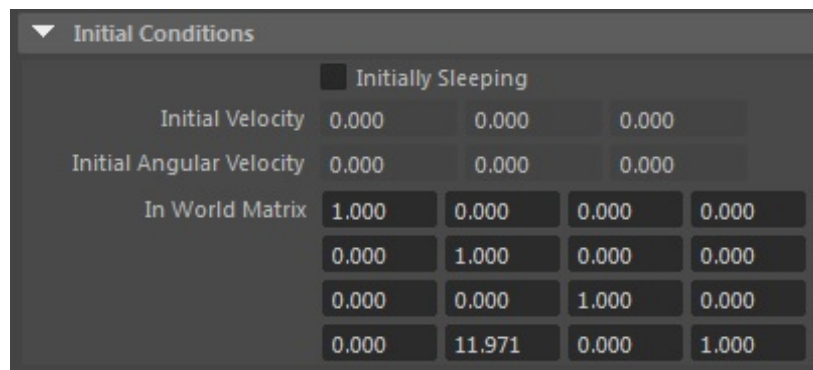 Initial Conditions
Initially Sleeping
Initial Velocity 0.000 0.000 0.000
Initial Angular Velocity 0.000 0.000 0.000
In World Matrix 1.000 0.000 0.000 0.000
0.000 1.000 0.000 0.000
0.000 0.000 1.000 0.000
0.000 11.971 0.000 1.000